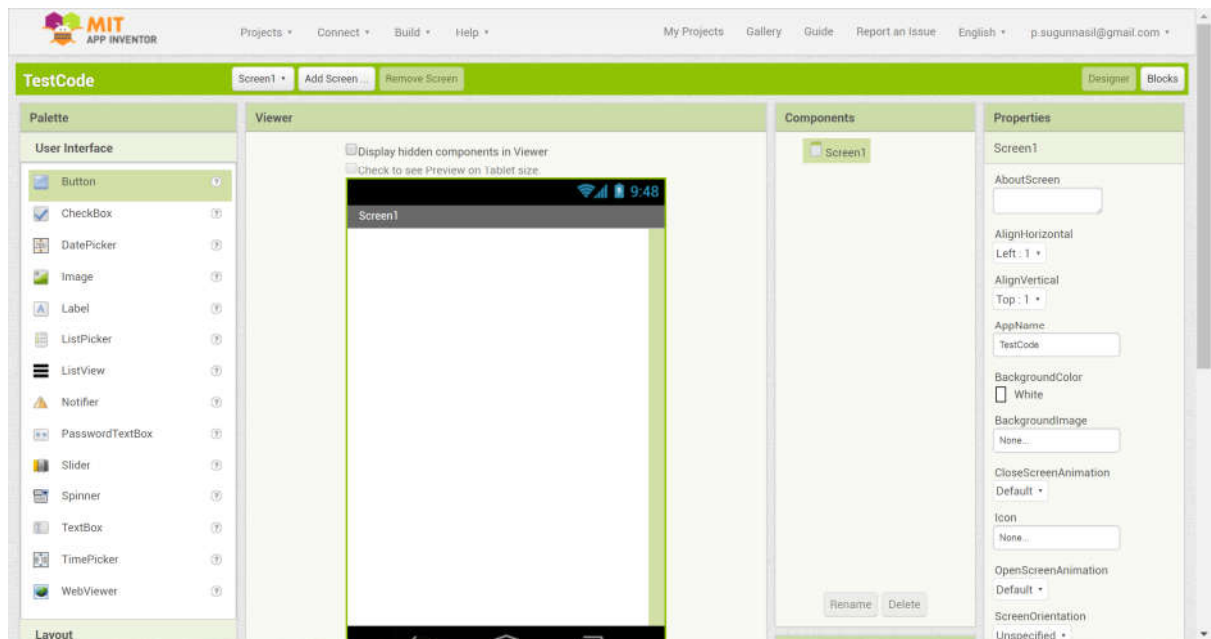 MIT
APP INVENTOR
Projects Connect Build Help My Projects Gallery Guide Report an Issue English p.sugunnasil@gmail.com
TestCode Screen1 Add Screen ... Remove Screen Designer Blocks
Palette
User Interface
Button
CheckBox
DatePicker
Image
Label
ListPicker
ListView
Notifier
PasswordTextBox
Slider
Spinner
TextBox
TimePicker
WebViewer
Layout
Viewer
Display hidden components in Viewer
Check to see Preview on Tablet size.
9:48
Screen1
Components
Screen1
Rename Delete
Properties
Screen1
AboutScreen
AlignHorizontal
Left : 1
AlignVertical
Top : 1
AppName
TestCode
BackgroundColor
White
BackgroundImage
None...
CloseScreenAnimation
Default
Icon
None...
OpenScreenAnimation
Default
ScreenOrientation
Unspecified